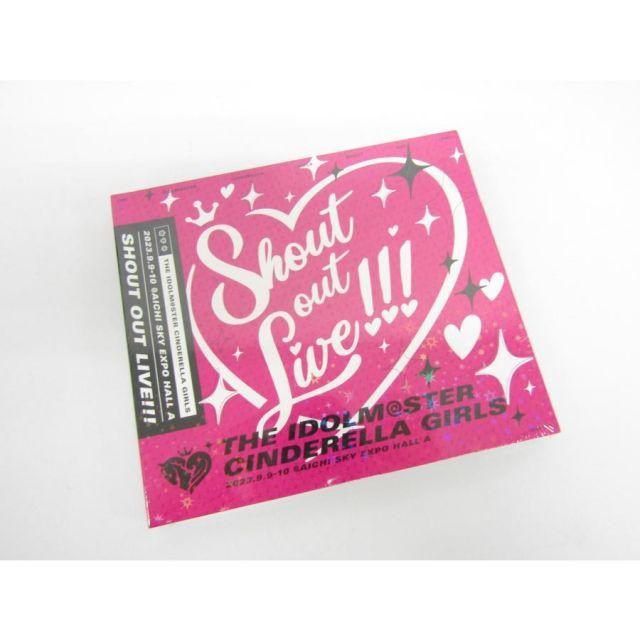 Shout
out
Live!!!
THE IDOLM@STER
CINDERELLA GIRLS
2023.9.9-10 @AICHI SKY EXPO HALL A
THE IDOLM@STER CINDERELLA GIRLS
2023.9.9-10 @AICHI SKY EXPO HALL A
SHOUT OUT LIVE!!!